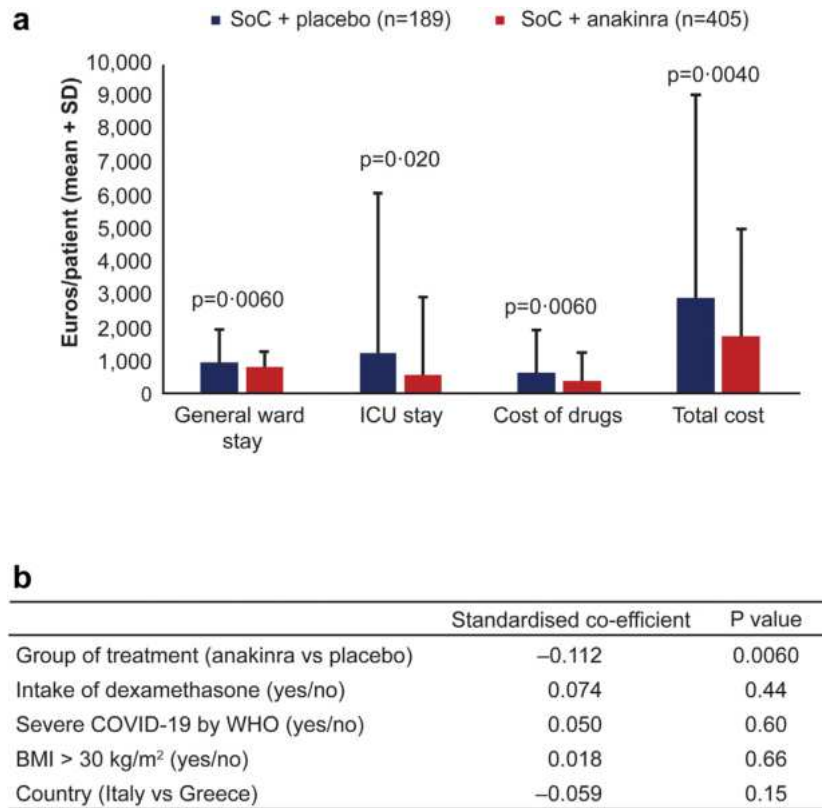 a
SoC + placebo (n=189) SoC + anakinra (n=405)
Euros/patient (mean + SD)
10,000
9,000
8,000
7,000
6,000
5,000
4,000
3,000
2,000
1,000
0
p=0·0060
p=0·020
p=0·0060
p=0·0040
General ward stay
ICU stay
Cost of drugs
Total cost
b
Standardised co-efficient P value
Group of treatment (anakinra vs placebo) –0.112 0.0060
Intake of dexamethasone (yes/no) 0.074 0.44
Severe COVID-19 by WHO (yes/no) 0.050 0.60
BMI > 30 kg/m² (yes/no) 0.018 0.66
Country (Italy vs Greece) –0.059 0.15